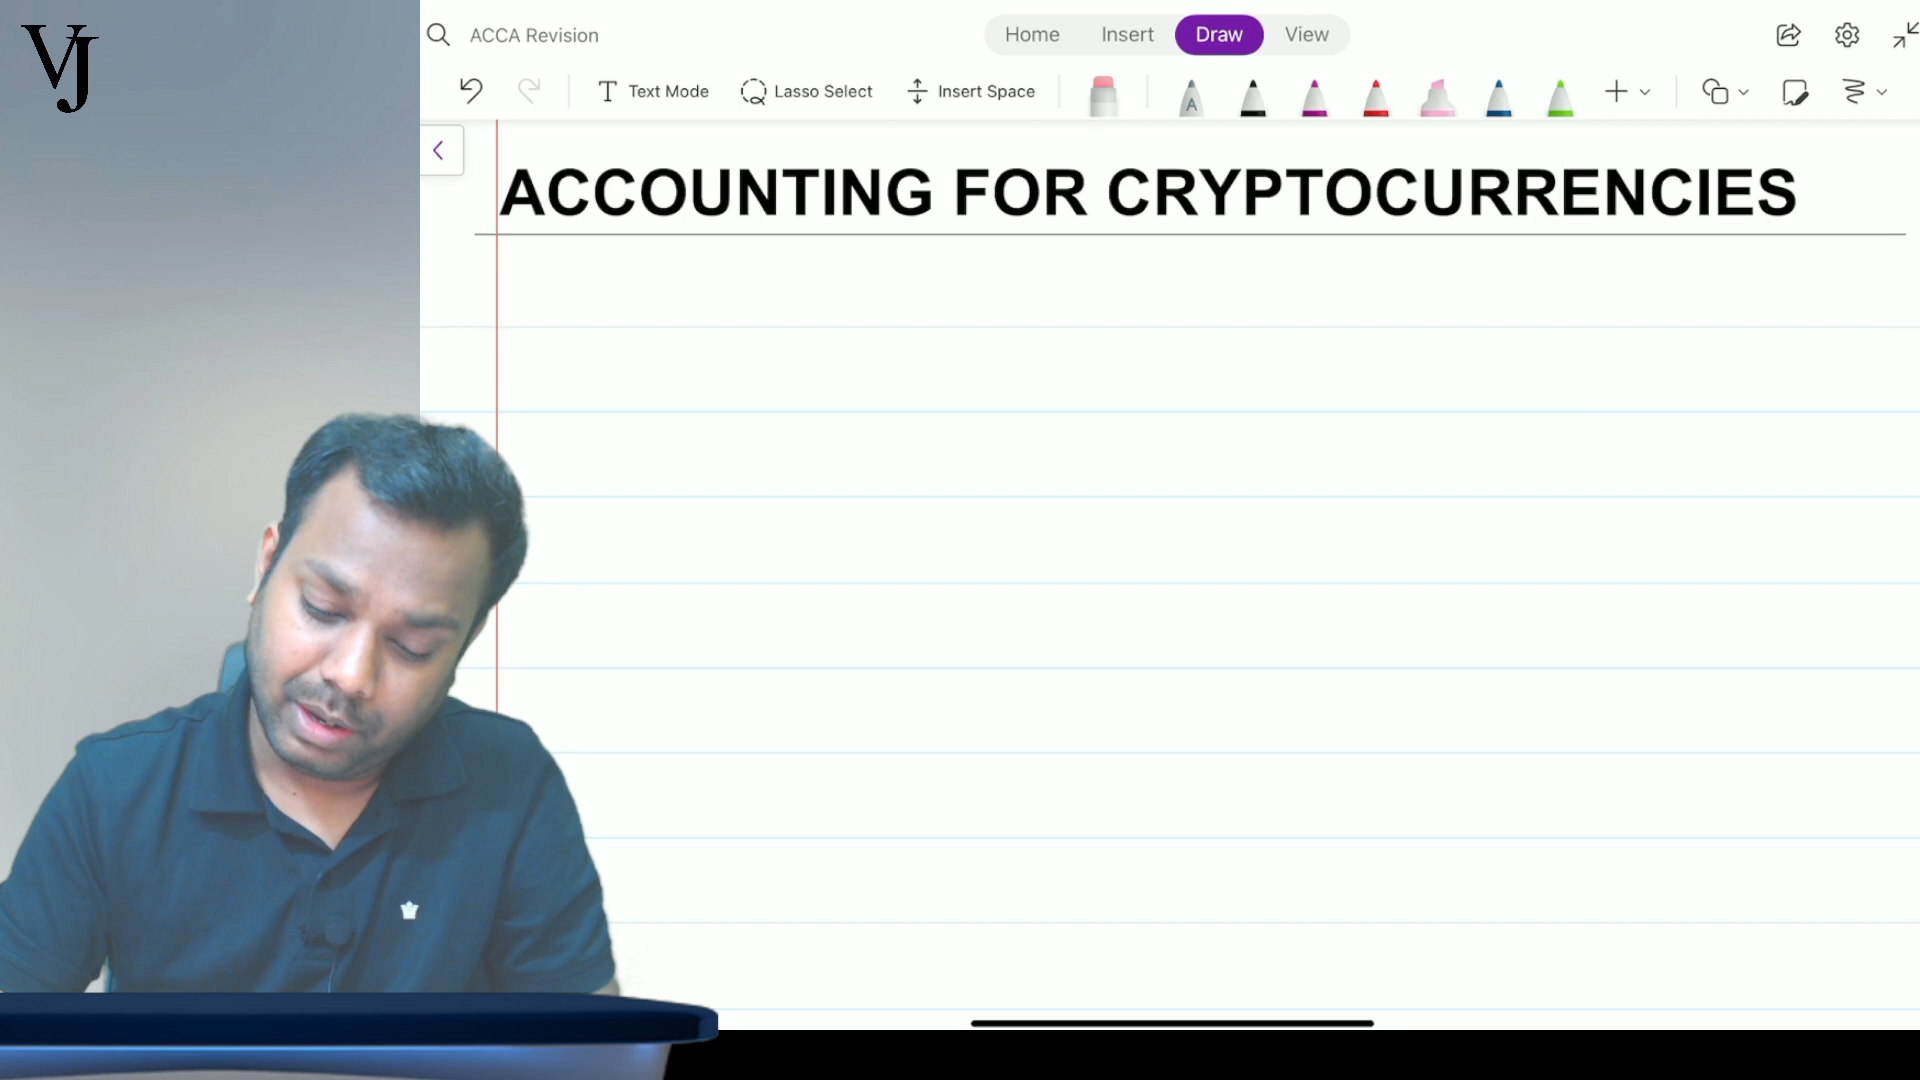 VJ
ACCA Revision
Home Insert Draw View
Text Mode Lasso Select Insert Space
A
ACCOUNTING FOR CRYPTOCURRENCIES